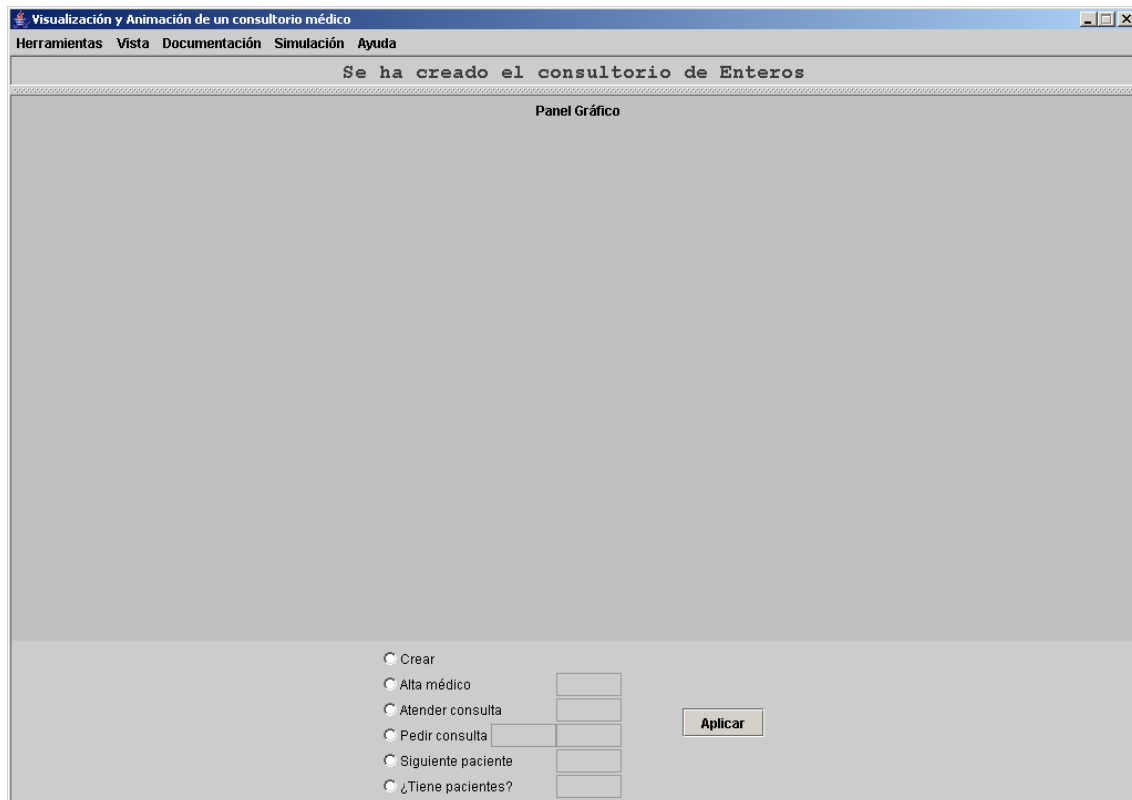 Visualización y Animación de un consultorio médico
Herramientas Vista Documentación Simulación Ayuda
Se ha creado el consultorio de Enteros
Panel Gráfico
Crear
Alta médico
Atender consulta
Pedir consulta
Siguiente paciente
¿Tiene pacientes?
Aplicar